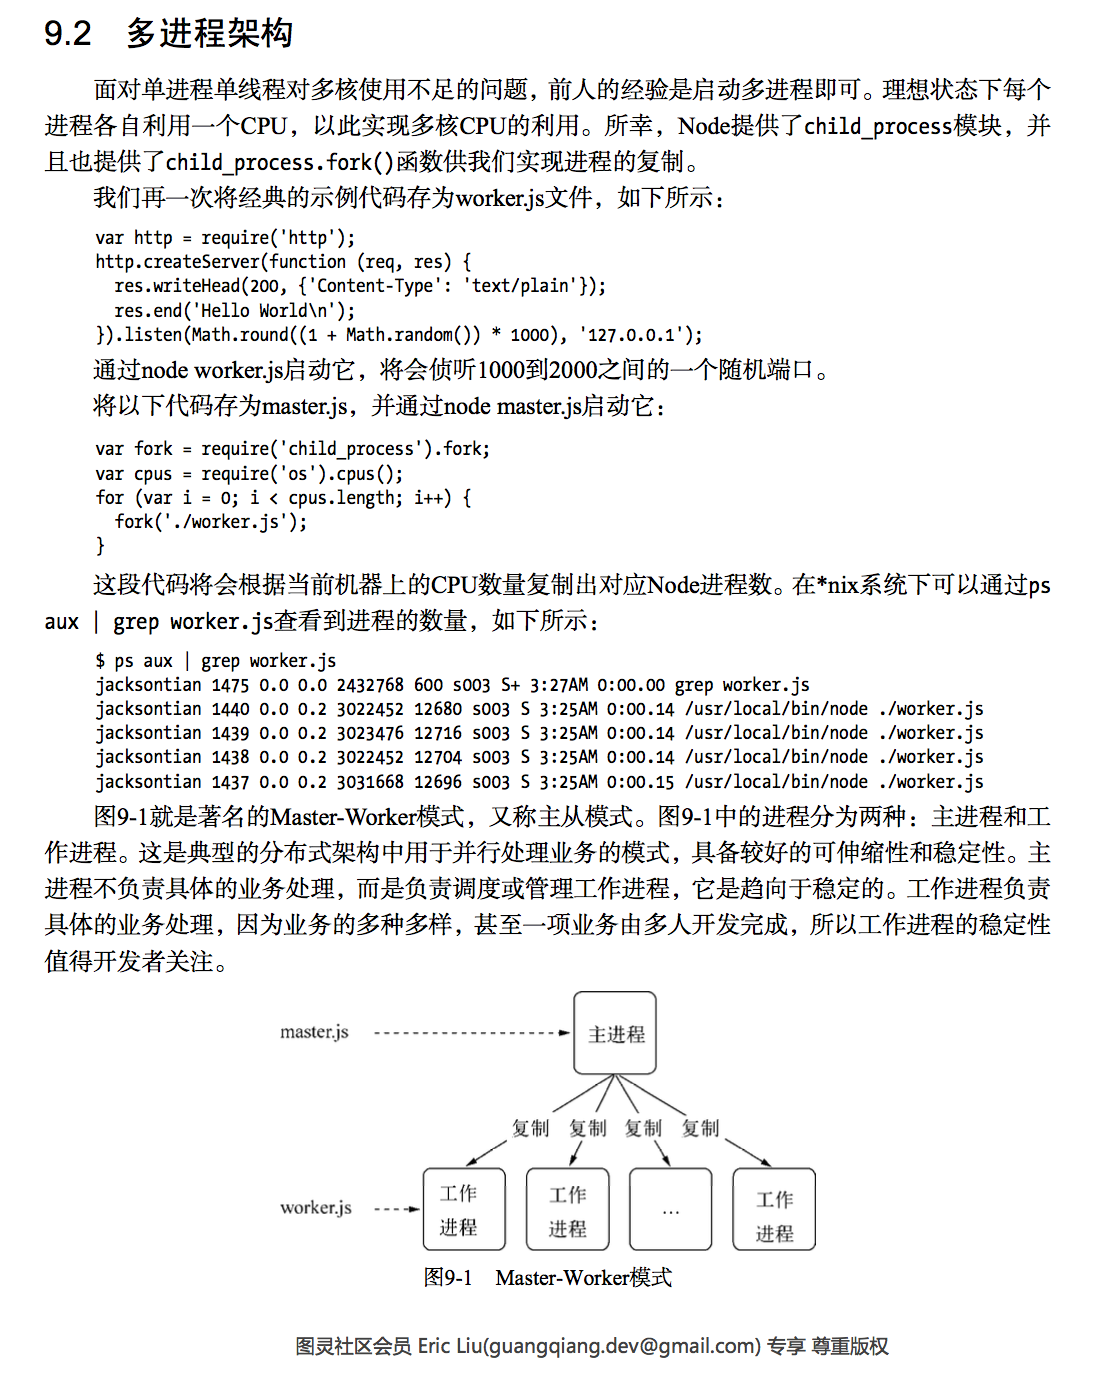 9.2 多进程架构
面对单进程单线程对多核使用不足的问题，前人的经验是启动多进程即可。理想状态下每个
进程各自利用一个CPU，以此实现多核CPU的利用。所幸，Node提供了child_process模块，并
且也提供了child_process.fork()函数供我们实现进程的复制。
我们再一次将经典的示例代码存为worker.js文件，如下所示：
var http = require('http');
http.createServer(function (req, res) {
  res.writeHead(200, {'Content-Type': 'text/plain'});
  res.end('Hello World\n');
}).listen(Math.round((1 + Math.random()) * 1000), '127.0.0.1');
通过node worker.js启动它，将会侦听1000到2000之间的一个随机端口。
将以下代码存为master.js，并通过node master.js启动它：
var fork = require('child_process').fork;
var cpus = require('os').cpus();
for (var i = 0; i < cpus.length; i++) {
  fork('./worker.js');
}
这段代码将会根据当前机器上的CPU数量复制出对应Node进程数。在*nix系统下可以通过ps
aux | grep worker.js查看到进程的数量，如下所示：
$ ps aux | grep worker.js
jacksontian 1475 0.0 0.0 2432768 600 s003 S+ 3:27AM 0:00.00 grep worker.js
jacksontian 1440 0.0 0.2 3022452 12680 s003 S 3:25AM 0:00.14 /usr/local/bin/node ./worker.js
jacksontian 1439 0.0 0.2 3023476 12716 s003 S 3:25AM 0:00.14 /usr/local/bin/node ./worker.js
jacksontian 1438 0.0 0.2 3022452 12704 s003 S 3:25AM 0:00.14 /usr/local/bin/node ./worker.js
jacksontian 1437 0.0 0.2 3031668 12696 s003 S 3:25AM 0:00.15 /usr/local/bin/node ./worker.js
图9-1就是著名的Master-Worker模式，又称主从模式。图9-1中的进程分为两种：主进程和工
作进程。这是典型的分布式架构中用于并行处理业务的模式，具备较好的可伸缩性和稳定性。主
进程不负责具体的业务处理，而是负责调度或管理工作进程，它是趋向于稳定的。工作进程负责
具体的业务处理，因为业务的多种多样，甚至一项业务由多人开发完成，所以工作进程的稳定性
值得开发者关注。
master.js
主进程
复制 复制 复制 复制
worker.js
工作
进程
工作
进程
...
工作
进程
图9-1 Master-Worker模式
图灵社区会员 Eric Liu(guangqiang.dev@gmail.com) 专享 尊重版权